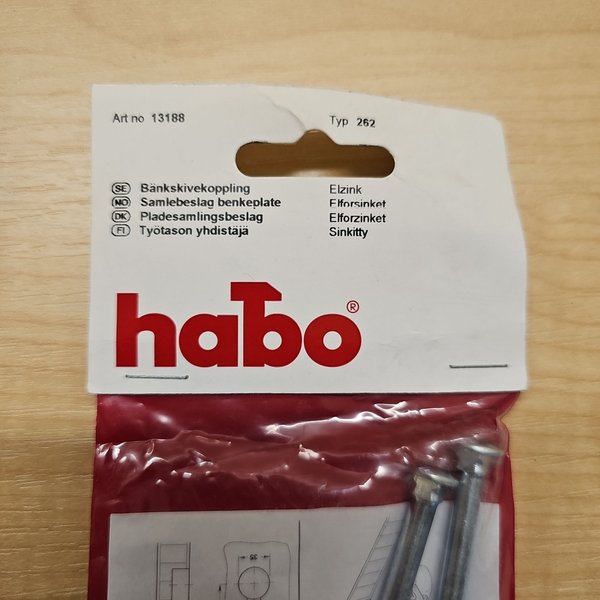 Art no 13188 Typ 262
SE Bänkskivekoppling Elzink
NO Samlebeslag benkeplate Elforsinket
DK Pladesamlingsbeslag Elforzinket
FI Työtason yhdistäjä Sinkitty
habo®
35